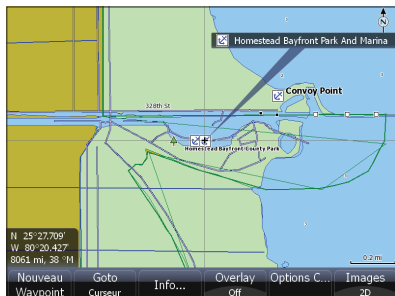 N
Homestead Bayfront Park And Marina
Convoy Point
328th St
Homestead Bayfront County Park
N 25°27.709'
W 80°20.427'
8061 mi, 38 °M
0.2 mi
Nouveau
Waypoint
Goto
Curseur
Info...
Overlay
Off
Options C...
Images
2D